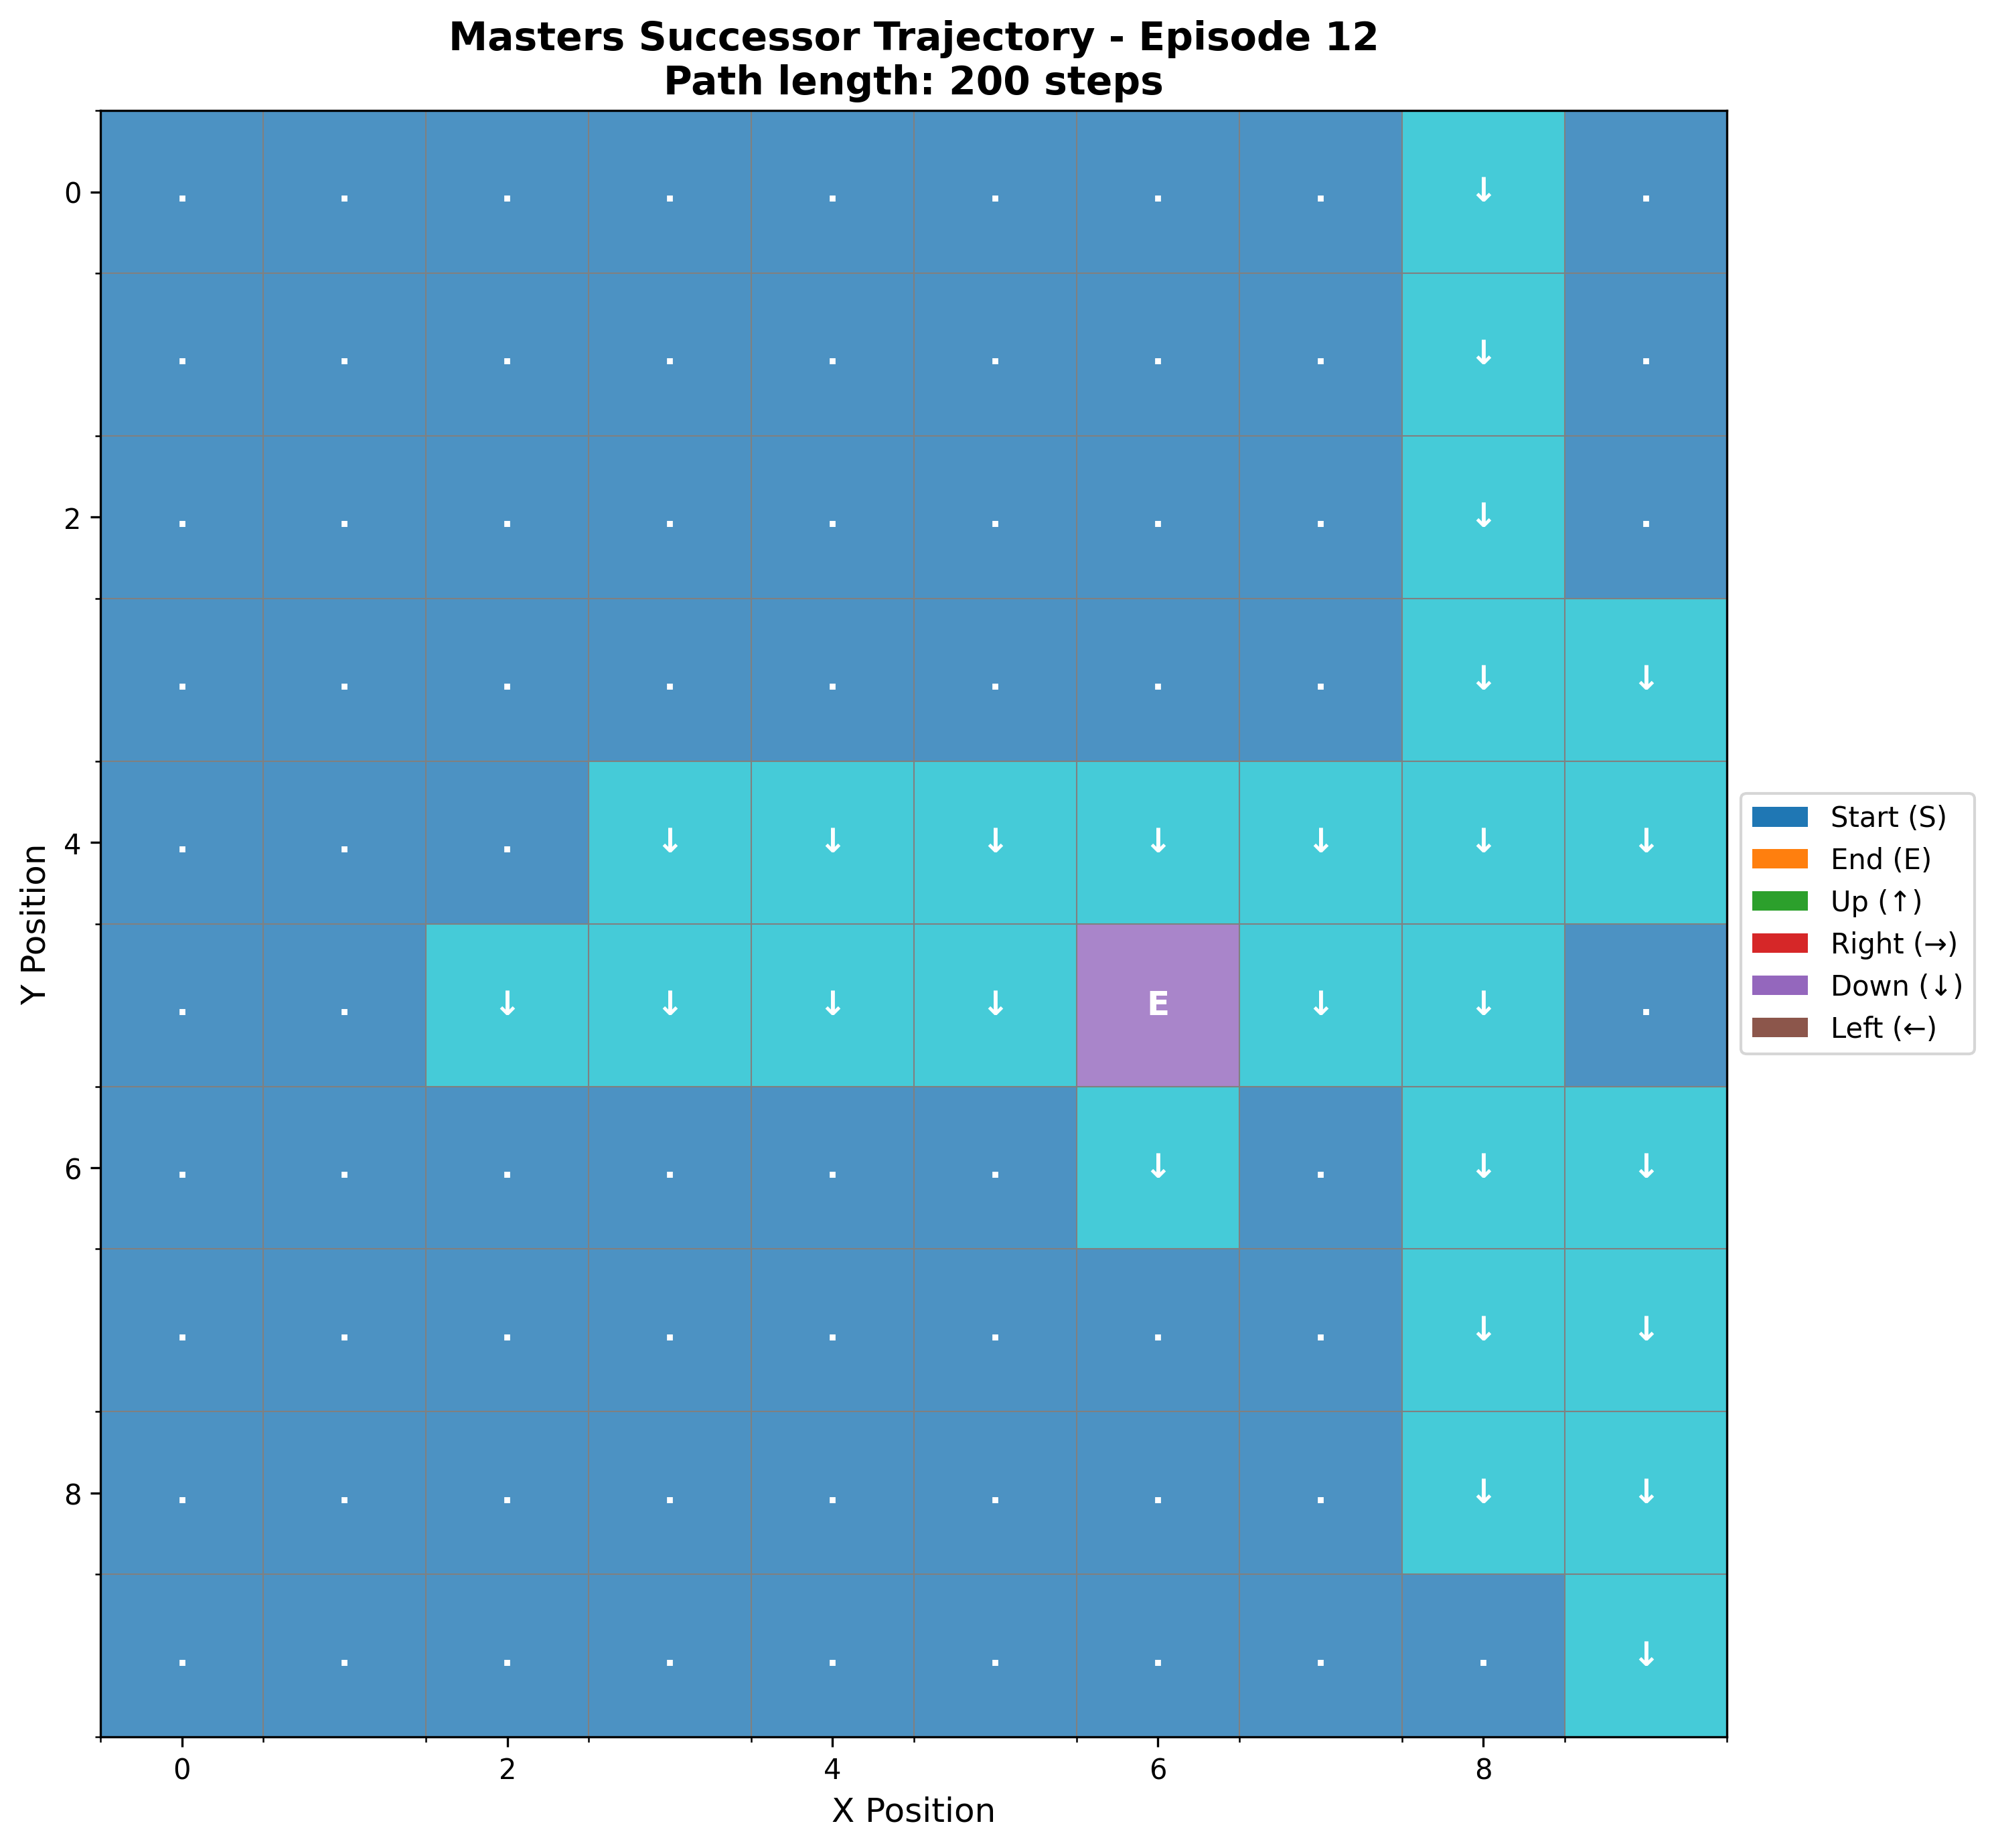 Masters Successor Trajectory - Episode 12
Path length: 200 steps
0
. . . . . . . . ↓ .
. . . . . . . . ↓ .
2
. . . . . . . . ↓ .
. . . . . . . . ↓ ↓
4
. . . ↓ ↓ ↓ ↓ ↓ ↓ ↓
. . ↓ ↓ ↓ ↓ E ↓ ↓ .
6
. . . . . . ↓ . ↓ ↓
. . . . . . . . ↓ ↓
8
. . . . . . . . ↓ ↓
. . . . . . . . . ↓
0 2 4 6 8
X Position
Y Position
Start (S)
End (E)
Up (↑)
Right (→)
Down (↓)
Left (←)